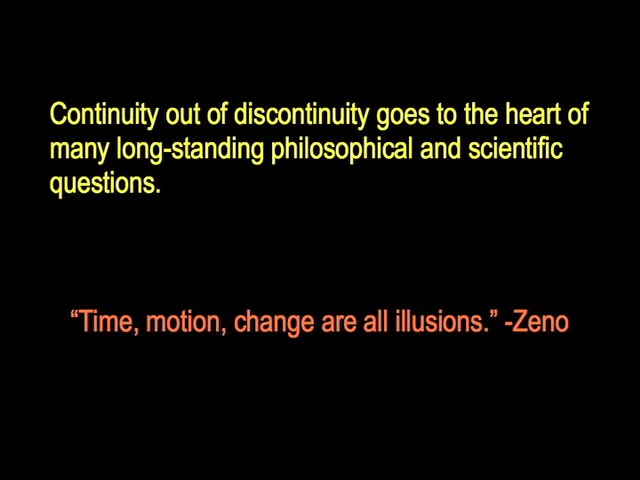 Continuity out of discontinuity goes to the heart of
many long-standing philosophical and scientific
questions.
“Time, motion, change are all illusions.” -Zeno